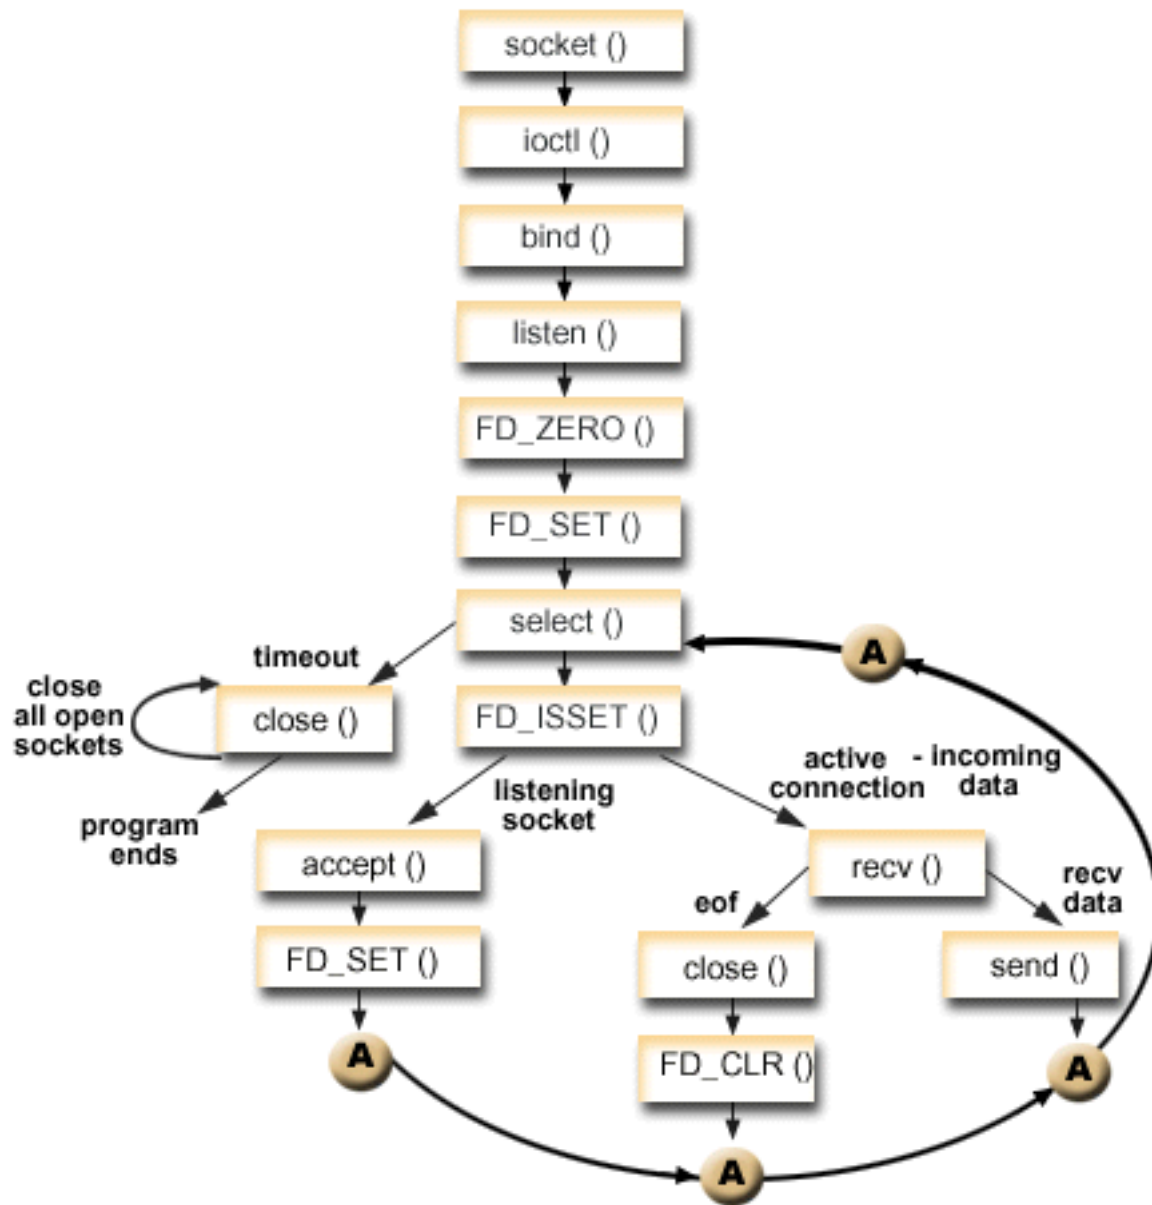 socket ()
ioctl ()
bind ()
listen ()
FD_ZERO ()
FD_SET ()
select ()
A
timeout
close
all open
sockets
close ()
FD_ISSET ()
program
ends
listening
socket
active
connection
- incoming
data
accept ()
recv ()
eof
recv
data
FD_SET ()
close ()
send ()
A
FD_CLR ()
A
A